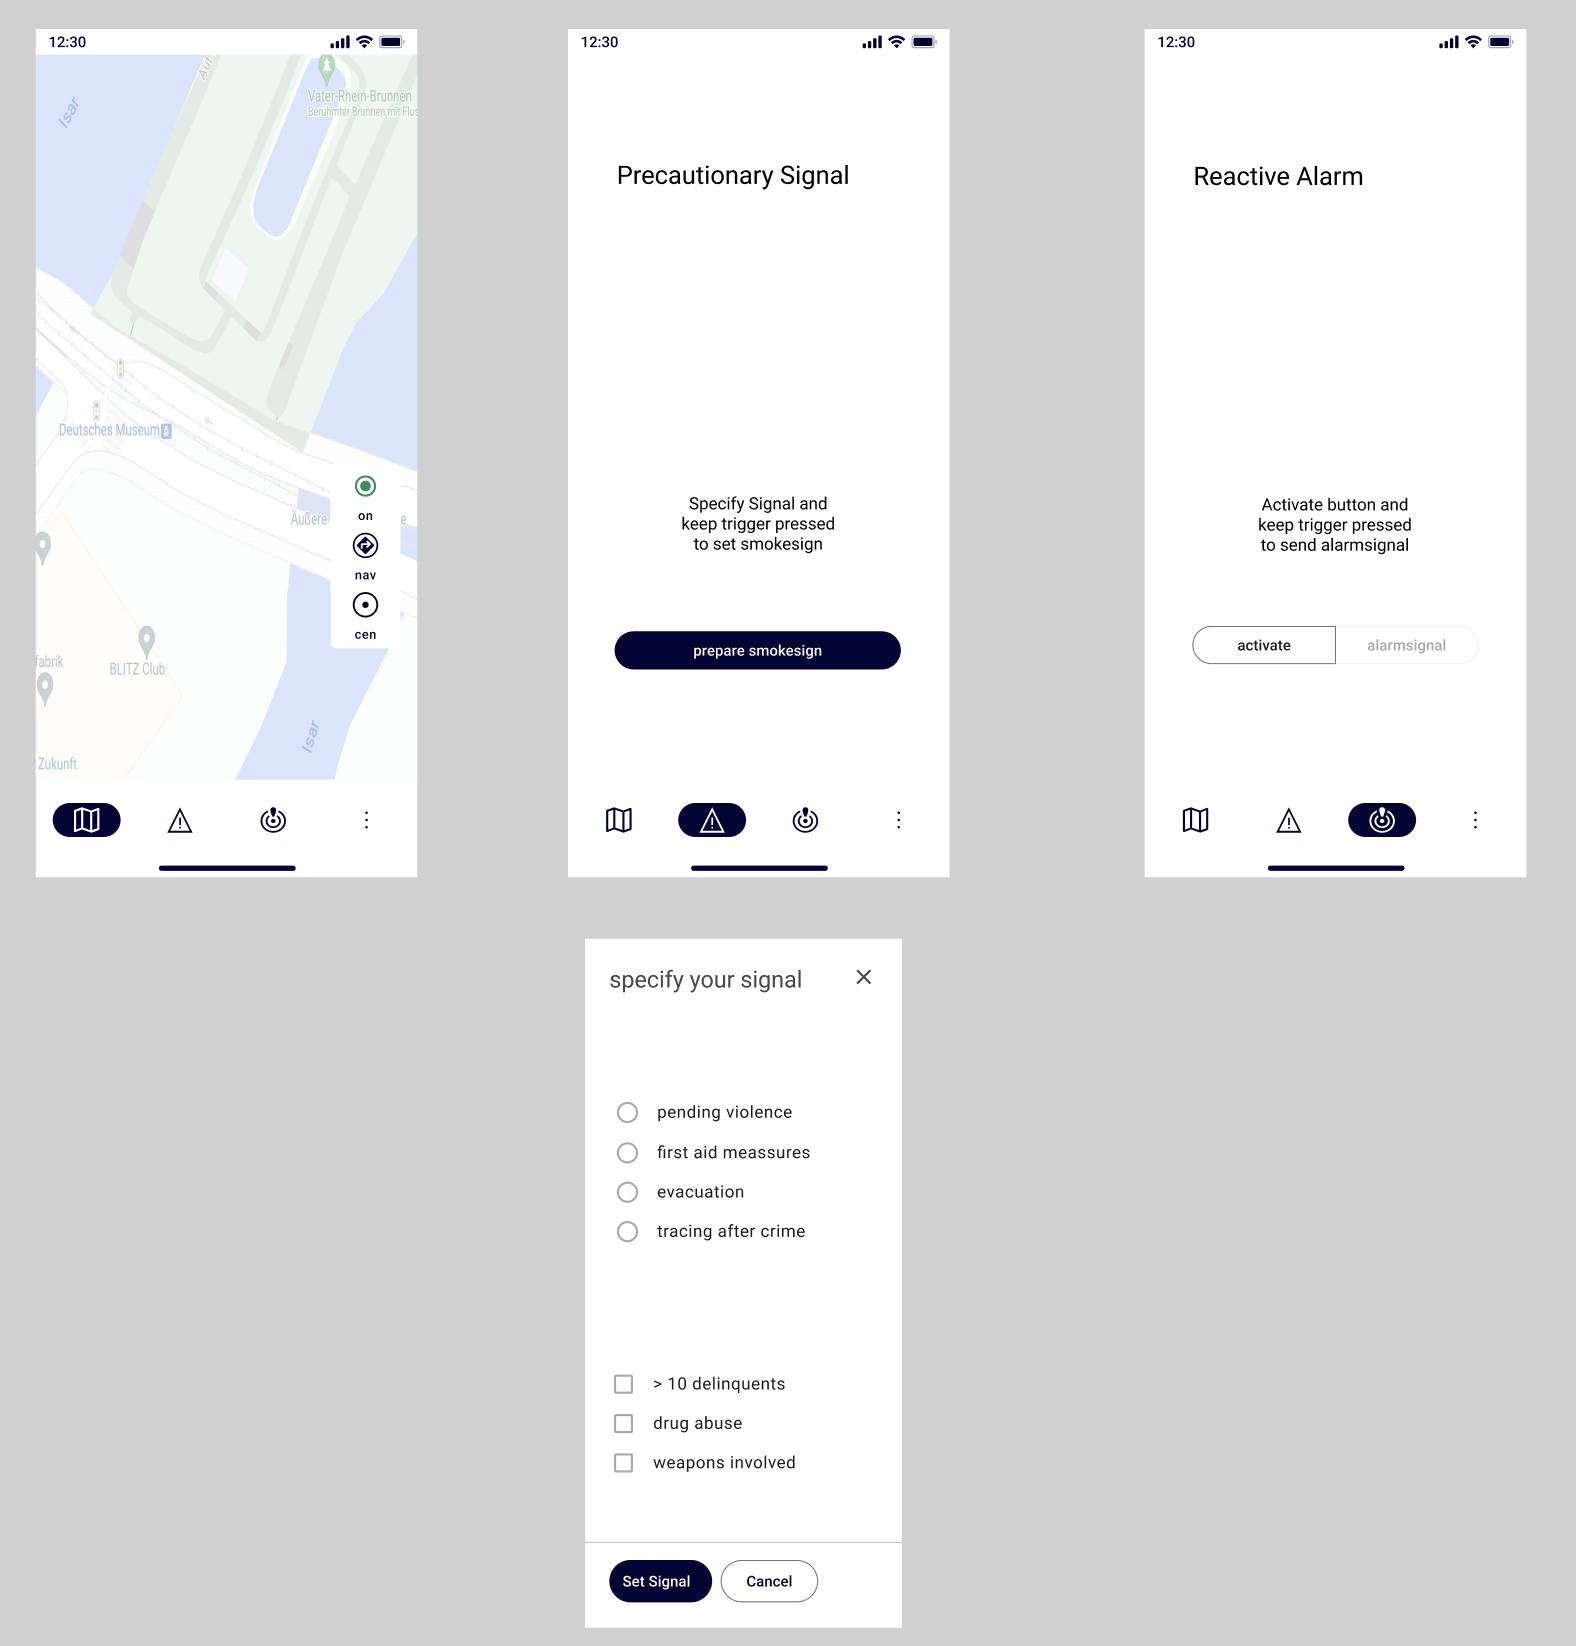 12:30
Auf
Isar
Vater-Rhein-Brunnen
Berühmter Brunnen mit Flus
Deutsches Museum
on
Äußere
e
nav
cen
fabrik
BLITZ Club
Isar
Zukunft
12:30
Precautionary Signal
Specify Signal and
keep trigger pressed
to set smokesign
prepare smokesign
12:30
Reactive Alarm
Activate button and
keep trigger pressed
to send alarmsignal
activate
alarmsignal
specify your signal
pending violence
first aid meassures
evacuation
tracing after crime
> 10 delinquents
drug abuse
weapons involved
Set Signal
Cancel